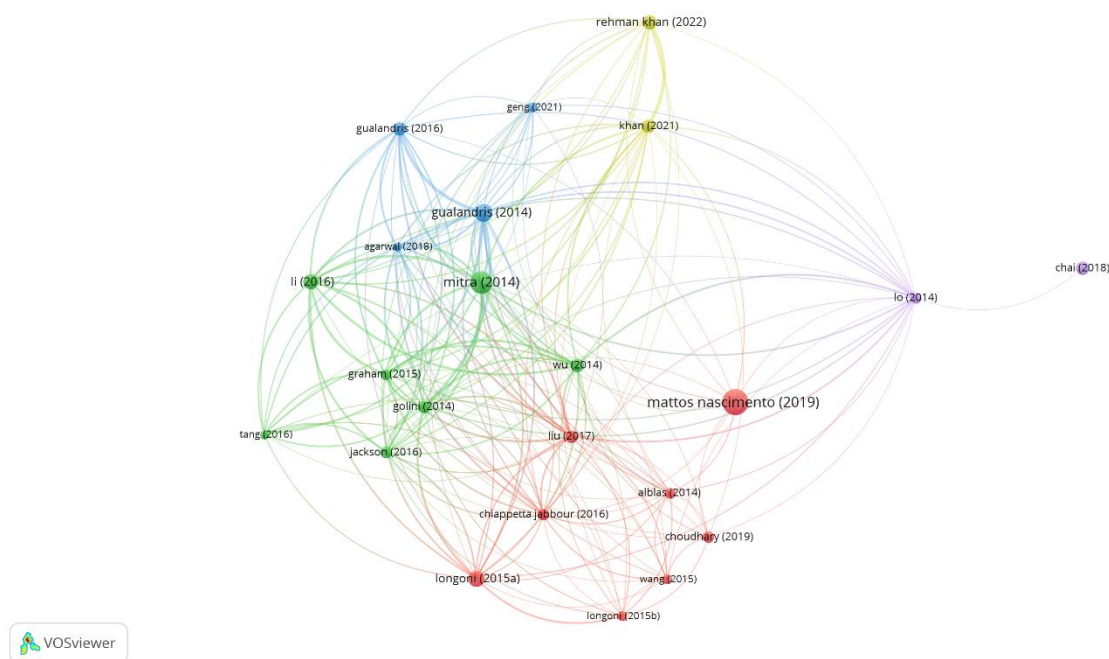 rehman khan (2022)
geng (2021)
gualandris (2016)
khan (2021)
gualandris (2014)
agarwal (2018)
chai (2018)
li (2016)
mitra (2014)
lo (2014)
wu (2014)
graham (2015)
mattos nascimento (2019)
golini (2014)
tang (2016)
liu (2017)
jackson (2016)
alblas (2014)
chiappetta jabbour (2016)
choudhary (2019)
longoni (2015a)
wang (2015)
longoni (2015b)
VOSviewer